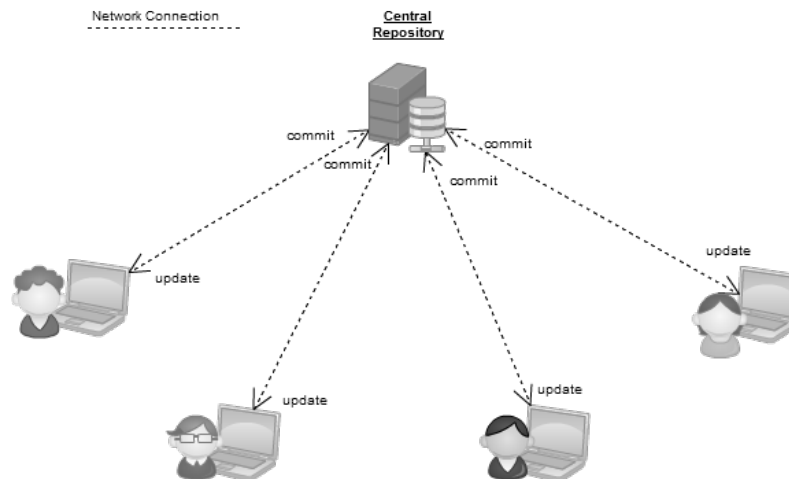 Network Connection
Central
Repository
commit
commit
commit
commit
update
update
update
update